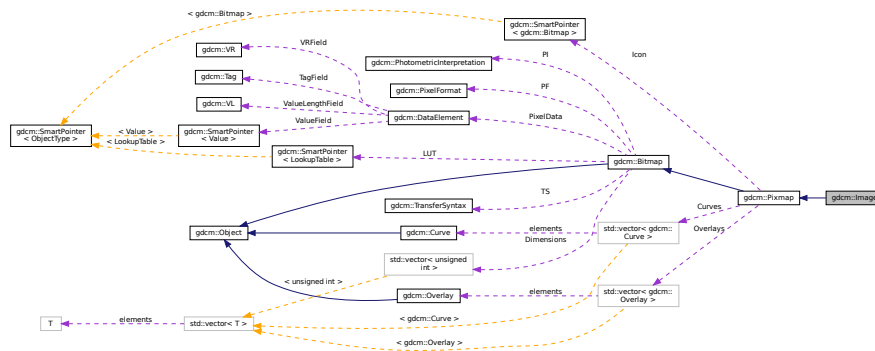 < gdcm::Bitmap >
gdcm::SmartPointer
< gdcm::Bitmap >
VRField
gdcm::VR
PI
Icon
gdcm::PhotometricInterpretation
gdcm::Tag
TagField
PF
gdcm::PixelFormat
gdcm::VL
ValueLengthField
PixelData
gdcm::DataElement
ValueField
gdcm::SmartPointer
< ObjectType >
< Value >
gdcm::SmartPointer
< Value >
< LookupTable >
gdcm::SmartPointer
< LookupTable >
LUT
gdcm::Bitmap
TS
gdcm::Pixmap
gdcm::Image
gdcm::TransferSyntax
Curves
gdcm::Object
gdcm::Curve
elements
Dimensions
std::vector< gdcm::
Curve >
Overlays
std::vector< unsigned
int >
< unsigned int >
gdcm::Overlay
elements
std::vector< gdcm::
Overlay >
T
elements
std::vector< T >
< gdcm::Curve >
< gdcm::Overlay >